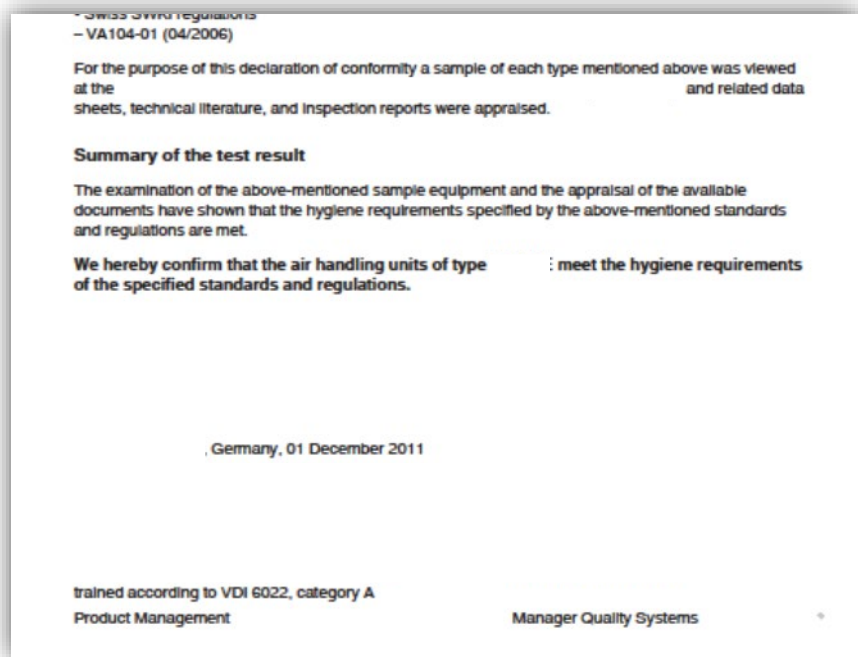 - Swiss SWKI regulations
– VA104-01 (04/2006)
For the purpose of this declaration of conformity a sample of each type mentioned above was viewed
at the and related data
sheets, technical literature, and inspection reports were appraised.
Summary of the test result
The examination of the above-mentioned sample equipment and the appraisal of the available
documents have shown that the hygiene requirements specified by the above-mentioned standards
and regulations are met.
We hereby confirm that the air handling units of type meet the hygiene requirements
of the specified standards and regulations.
, Germany, 01 December 2011
trained according to VDI 6022, category A
Product Management Manager Quality Systems